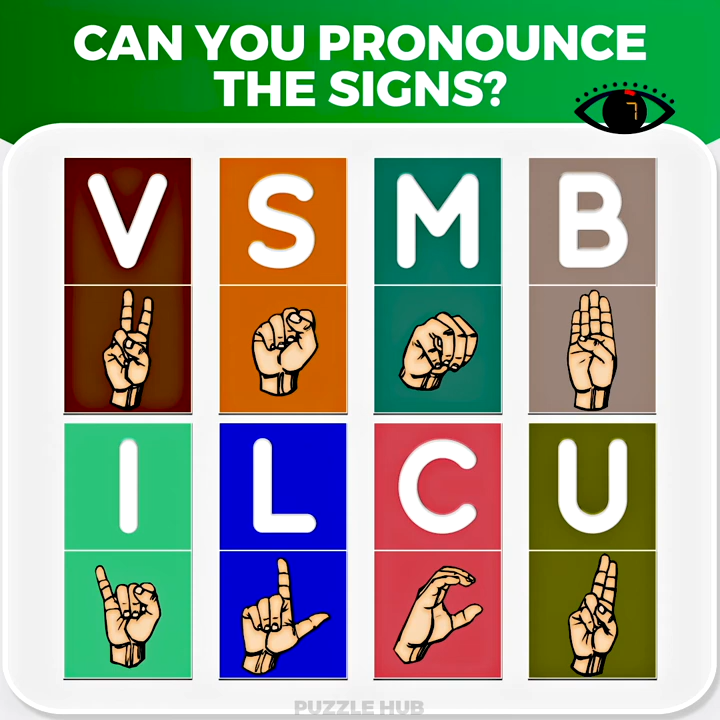 CAN YOU PRONOUNCE
THE SIGNS?
V S M B
I L C U
PUZZLE HUB